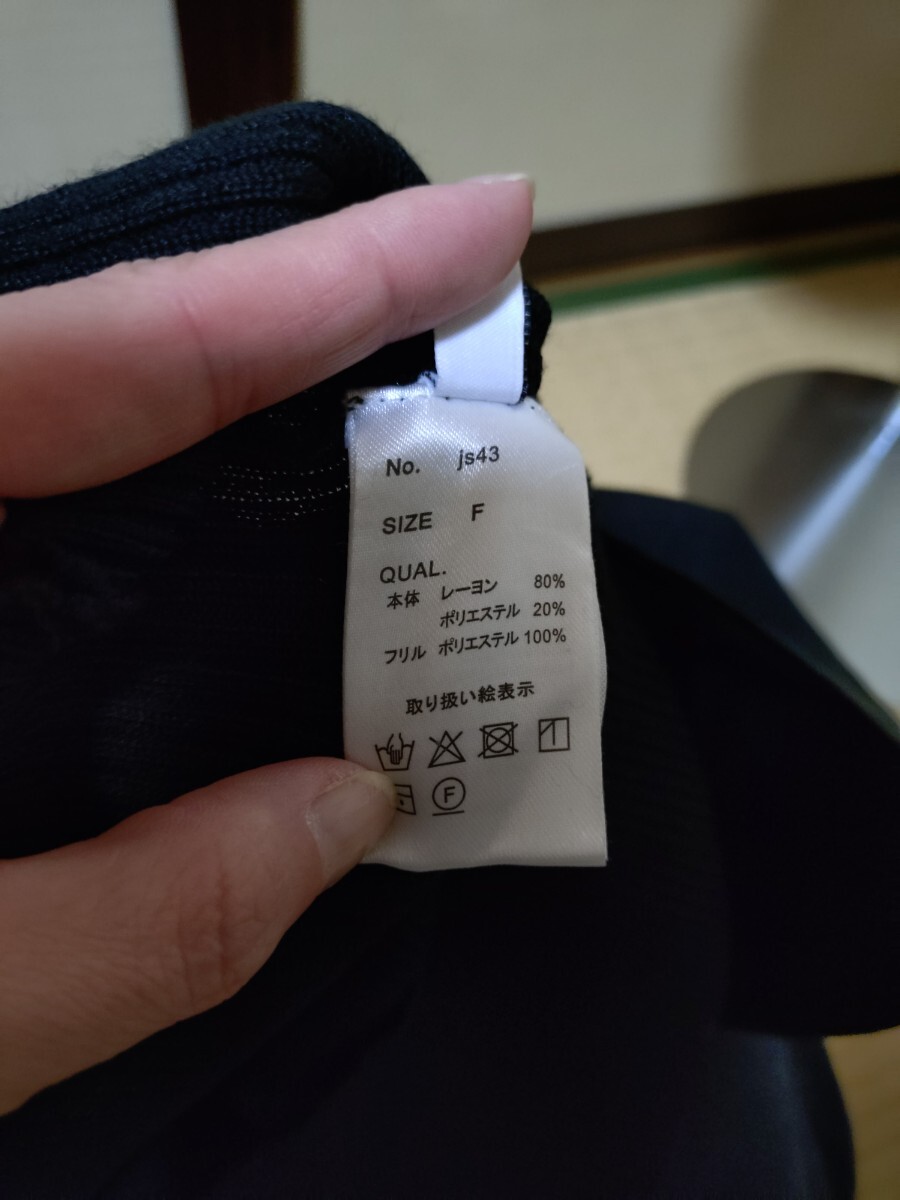 No. js43
SIZE F
QUAL.
本体 レーヨン 80%
ポリエステル 20%
フリル ポリエステル 100%
取り扱い絵表示
F